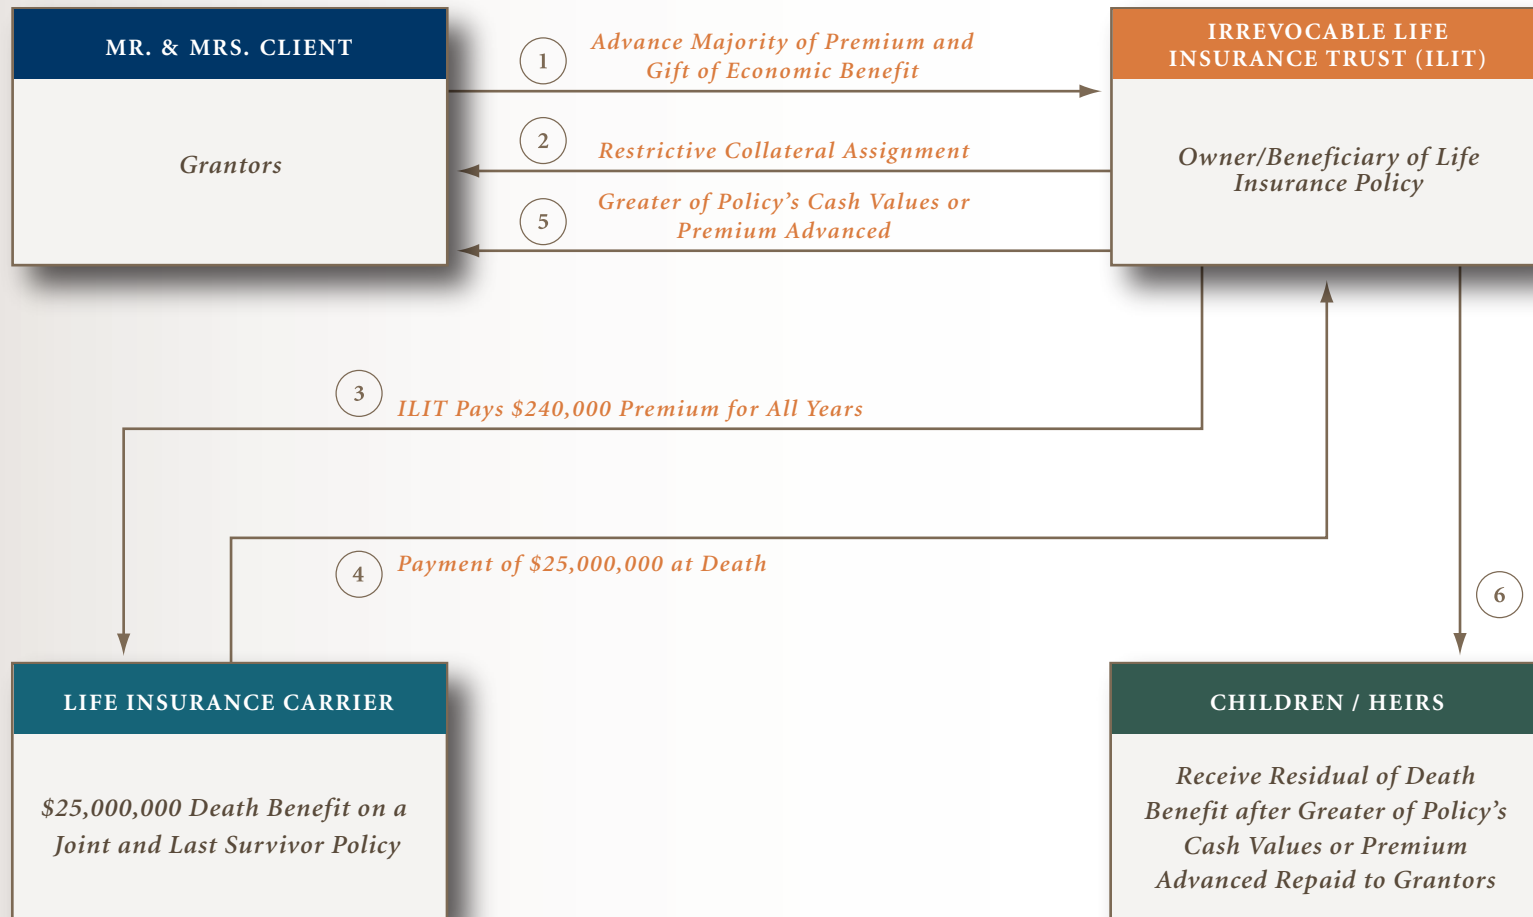 MR. & MRS. CLIENT
Grantors
1
Advance Majority of Premium and
Gift of Economic Benefit
2
Restrictive Collateral Assignment
5
Greater of Policy's Cash Values or
Premium Advanced
IRREVOCABLE LIFE
INSURANCE TRUST (ILIT)
Owner/Beneficiary of Life
Insurance Policy
3
ILIT Pays $240,000 Premium for All Years
4
Payment of $25,000,000 at Death
6
LIFE INSURANCE CARRIER
$25,000,000 Death Benefit on a
Joint and Last Survivor Policy
CHILDREN / HEIRS
Receive Residual of Death
Benefit after Greater of Policy's
Cash Values or Premium
Advanced Repaid to Grantors